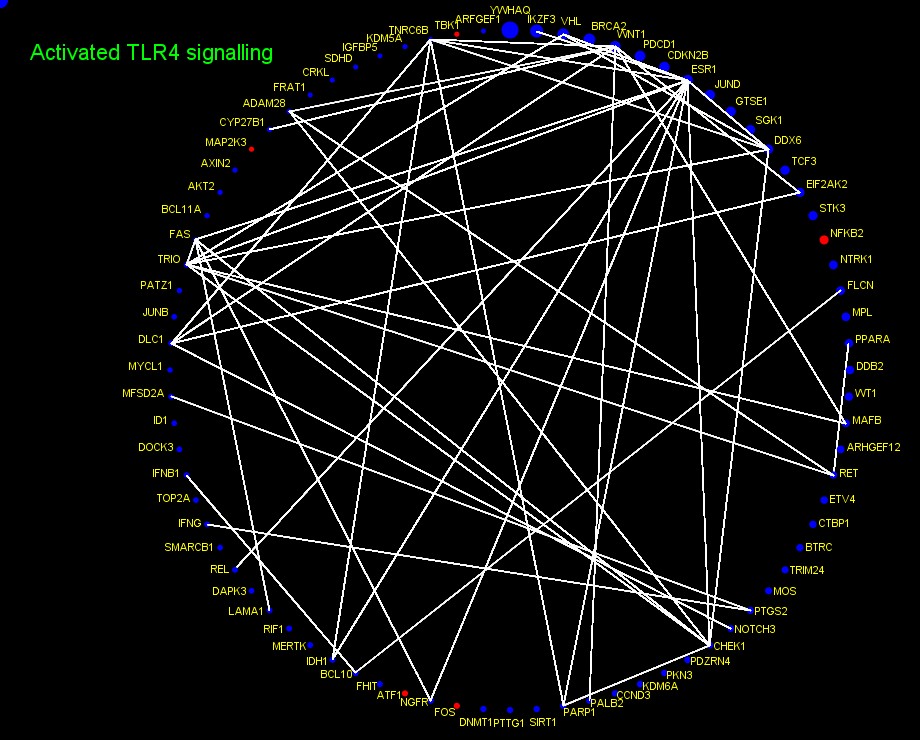 Activated TLR4 signalling
YWHAQ
IKZF3
VHL
BRCA2
WNT1
PDCD1
CDKN2B
ESR1
JUND
GTSE1
SGK1
DDX6
TCF3
EIF2AK2
STK3
NFKB2
NTRK1
FLCN
MPL
PPARA
DDB2
WT1
MAFB
ARHGEF12
RET
ETV4
CTBP1
BTRC
TRIM24
MOS
PTGS2
NOTCH3
CHEK1
PDZRN4
PKN3
KDM6A
CCND3
PALB2
PARP1
SIRT1
PTTG1
DNMT1
FOS
NGFR
ATF1
FHIT
BCL10
IDH1
MERTK
RIF1
LAMA1
DAPK3
REL
SMARCB1
IFNG
TOP2A
IFNB1
DOCK3
ID1
MFSD2A
MYCL1
DLC1
JUNB
PATZ1
TRIO
FAS
BCL11A
AKT2
AXIN2
MAP2K3
CYP27B1
ADAM28
FRAT1
CRKL
SDHD
IGFBP5
KDM5A
TNRC6B
TBK1
ARFGEF1